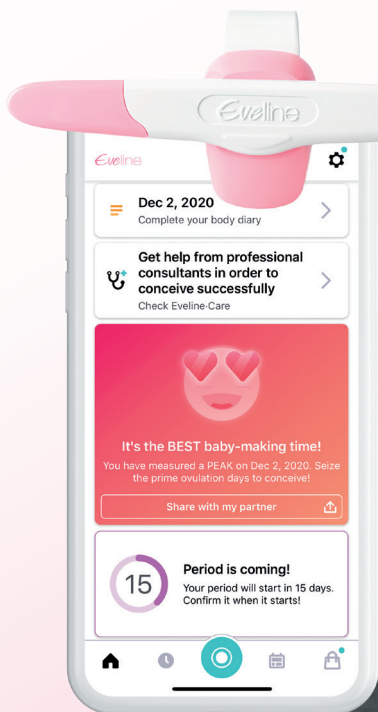 Eveline
Eveline
Dec 2, 2020
Complete your body diary
Get help from professional
consultants in order to
conceive successfully
Check Eveline-Care
It's the BEST baby-making time!
You have measured a PEAK on Dec 2, 2020. Seize
the prime ovulation days to conceive!
Share with my partner
15
Period is coming!
Your period will start in 15 days.
Confirm it when it starts!